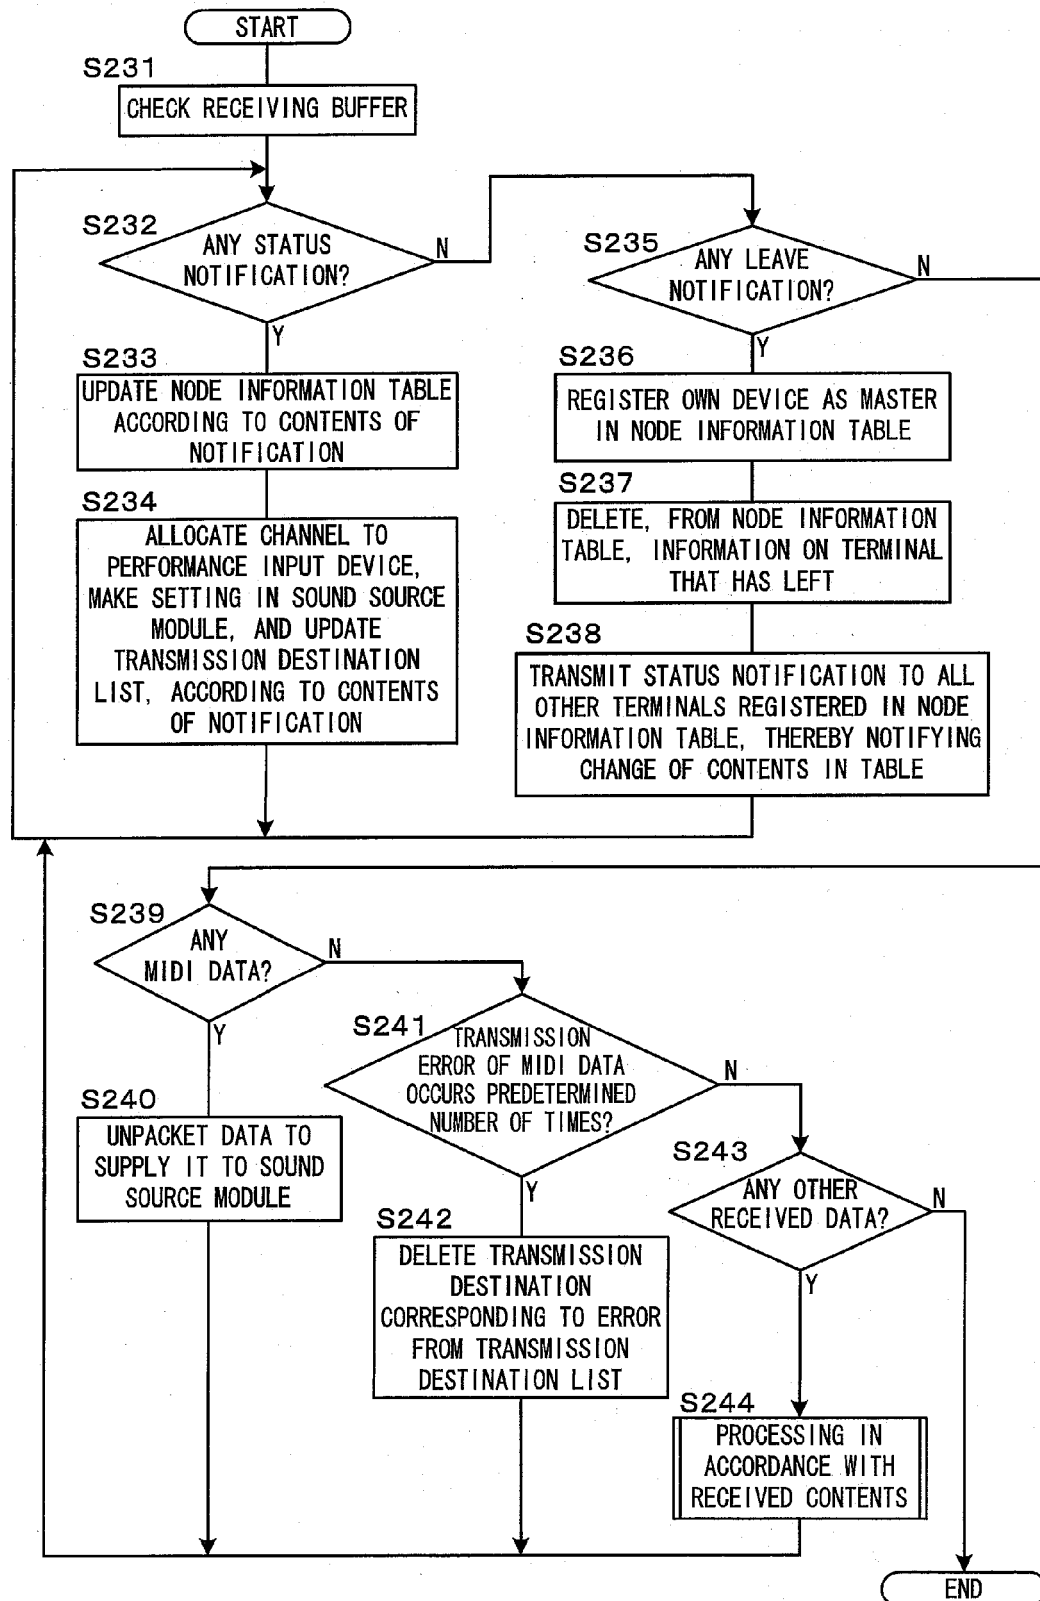 START
S231
CHECK RECEIVING BUFFER
S232
ANY STATUS
NOTIFICATION?
N
Y
S233
UPDATE NODE INFORMATION TABLE
ACCORDING TO CONTENTS OF
NOTIFICATION
S234
ALLOCATE CHANNEL TO
PERFORMANCE INPUT DEVICE,
MAKE SETTING IN SOUND SOURCE
MODULE, AND UPDATE
TRANSMISSION DESTINATION
LIST, ACCORDING TO CONTENTS
OF NOTIFICATION
S235
ANY LEAVE
NOTIFICATION?
N
Y
S236
REGISTER OWN DEVICE AS MASTER
IN NODE INFORMATION TABLE
S237
DELETE, FROM NODE INFORMATION
TABLE, INFORMATION ON TERMINAL
THAT HAS LEFT
S238
TRANSMIT STATUS NOTIFICATION TO ALL
OTHER TERMINALS REGISTERED IN NODE
INFORMATION TABLE, THEREBY NOTIFYING
CHANGE OF CONTENTS IN TABLE
S239
ANY
MIDI DATA?
N
Y
S240
UNPACKET DATA TO
SUPPLY IT TO SOUND
SOURCE MODULE
S241
TRANSMISSION
ERROR OF MIDI DATA
OCCURS PREDETERMINED
NUMBER OF TIMES?
N
Y
S242
DELETE TRANSMISSION
DESTINATION
CORRESPONDING TO ERROR
FROM TRANSMISSION
DESTINATION LIST
S243
ANY OTHER
RECEIVED DATA?
N
Y
S244
PROCESSING IN
ACCORDANCE WITH
RECEIVED CONTENTS
END